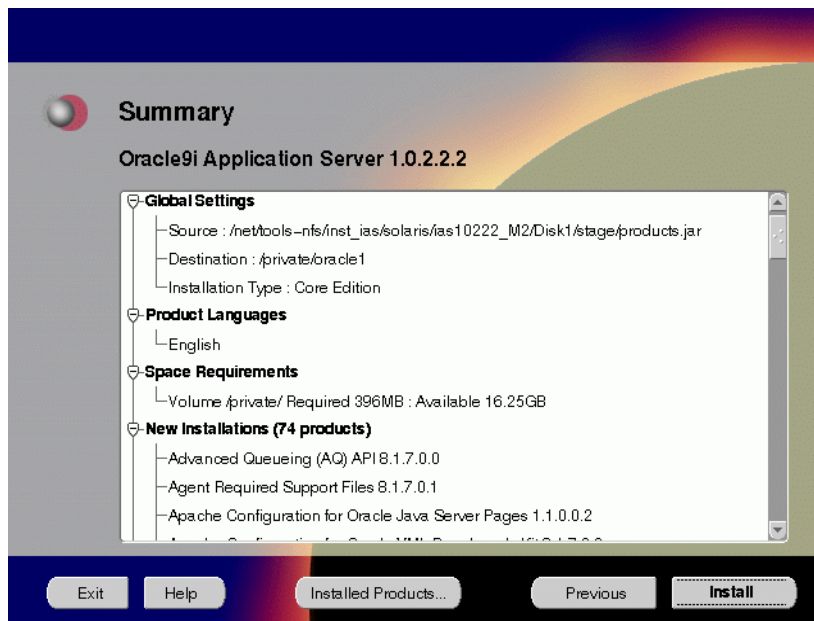 Summary
Oracle9i Application Server 1.0.2.2.2
Global Settings
Source : /net/tools-nfs/inst_ias/solaris/ias10222_M2/Disk1/stage/products.jar
Destination : /private/oracle1
Installation Type : Core Edition
Product Languages
English
Space Requirements
Volume /private/ Required 396MB : Available 16.25GB
New Installations (74 products)
Advanced Queueing (AQ) API 8.1.7.0.0
Agent Required Support Files 8.1.7.0.1
Apache Configuration for Oracle Java Server Pages 1.1.0.0.2
Exit
Help
Installed Products...
Previous
Install